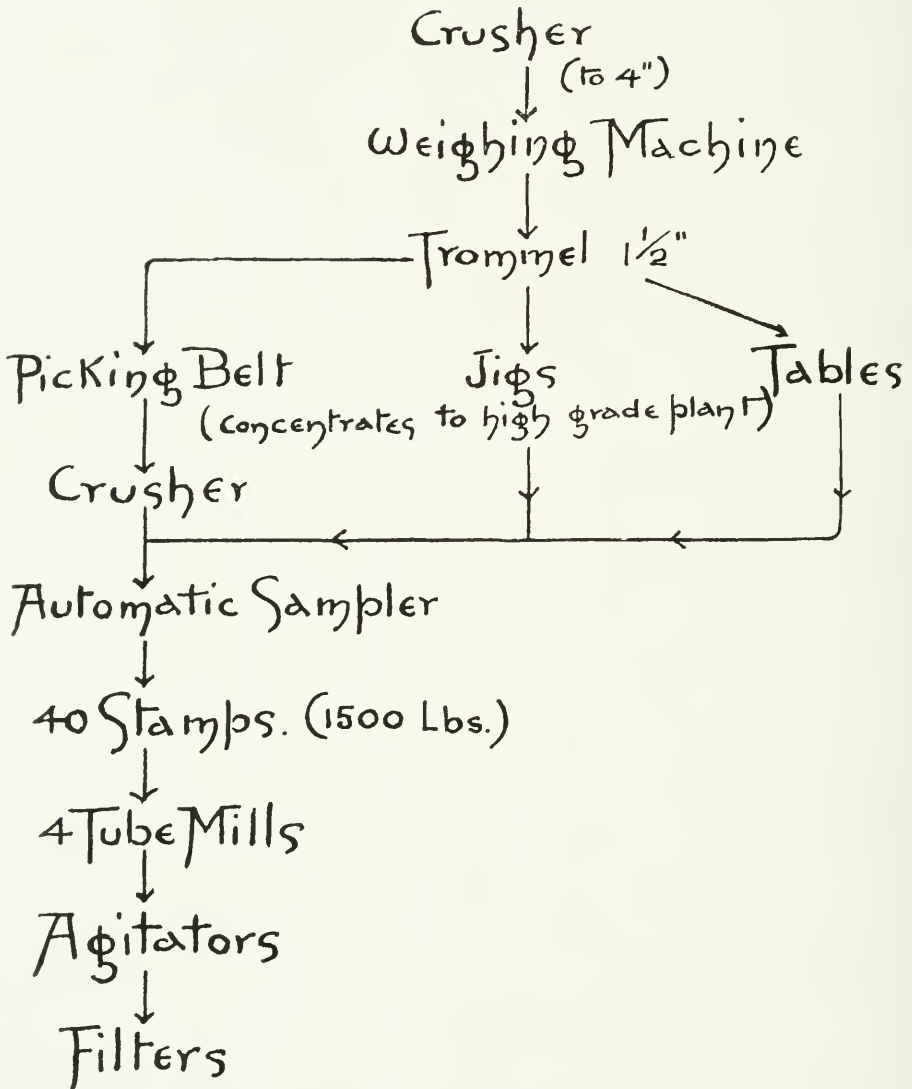 Crusher
(to 4")
Weighing Machine
Trommel 1½"
Picking Belt
Jigs
Tables
(concentrates to high grade plant)
Crusher
Automatic Sampler
40 Stamps. (1500 Lbs.)
4 Tube Mills
Agitators
Filters